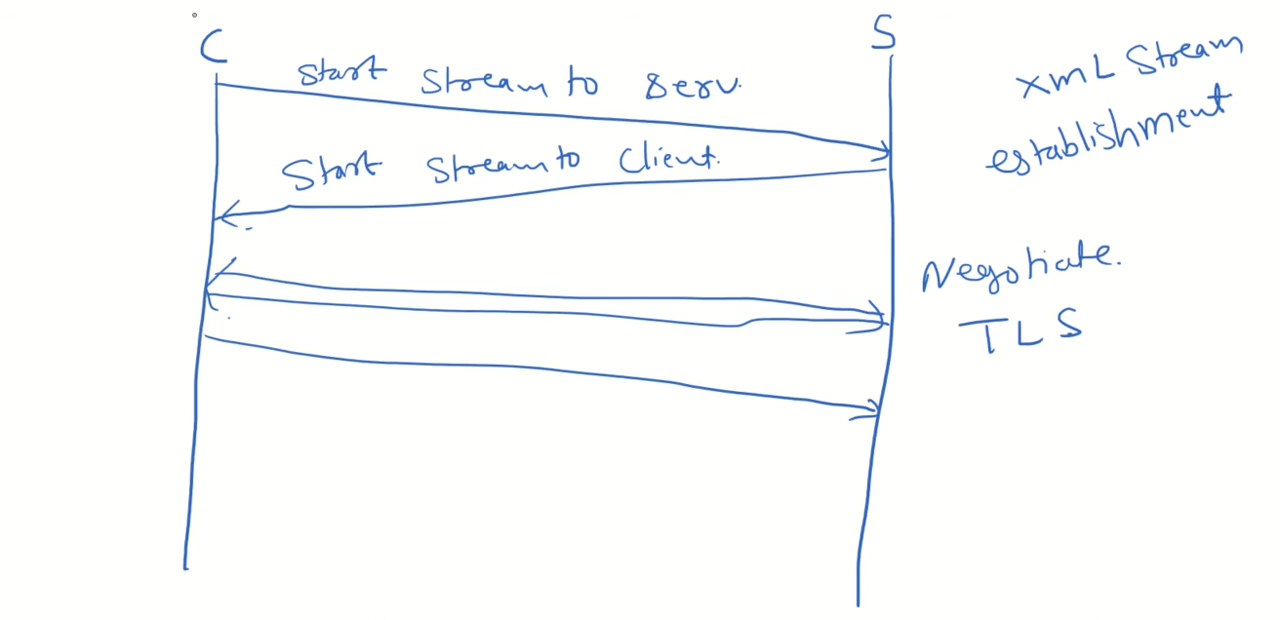 C
S
Start Stream to Serv.
Start Stream to Client.
XML Stream
establishment
Negotiate.
TLS